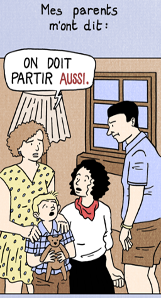 Mes parents
m'ont dit:
ON DOIT
PARTIR AUSSI.